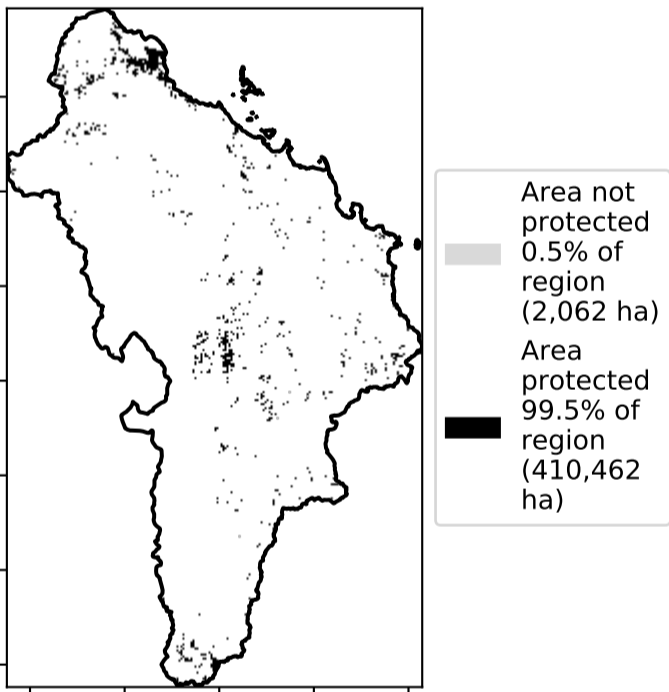 Area not
protected
0.5% of
region
(2,062 ha)
Area
protected
99.5% of
region
(410,462
ha)